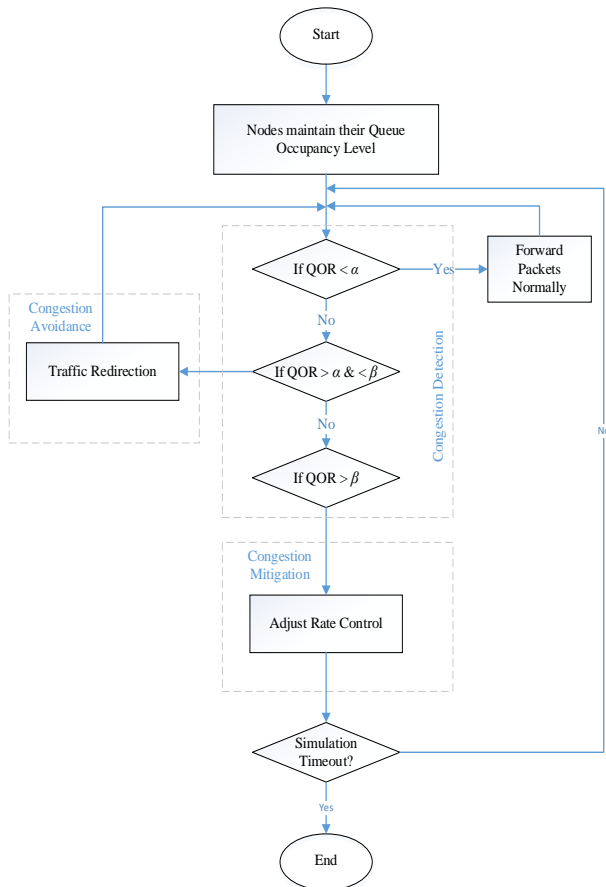 Start
Nodes maintain their Queue
Occupancy Level
If QOR < α
Yes
Forward
Packets
Normally
Congestion
Avoidance
No
Traffic Redirection
If QOR > α & < β
Congestion Detection
No
If QOR > β
No
Congestion
Mitigation
Adjust Rate Control
Simulation
Timeout?
Yes
End